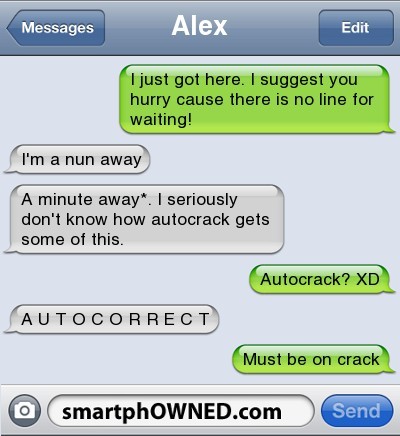 Messages
Alex
Edit
I just got here. I suggest you
hurry cause there is no line for
waiting!
I'm a nun away
A minute away*. I seriously
don't know how autocrack gets
some of this.
Autocrack? XD
A U T O C O R R E C T
Must be on crack
smartphOWNED.com
Send